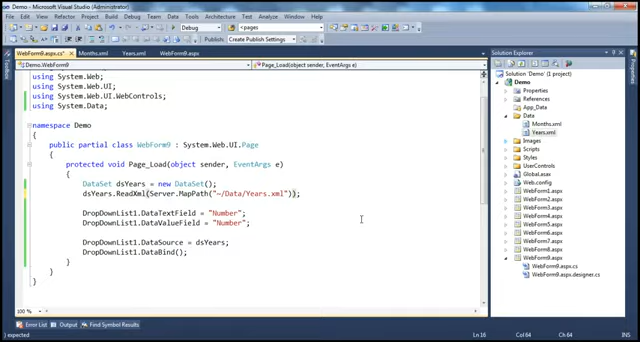 Demo - Microsoft Visual Studio (Administrator)
File Edit View Refactor Project Build Debug Team Data Tools Architecture Test Analyze Window Help
Debug
<pages
Create Publish Settings
WebForm9.aspx.cs* Months.xml Years.xml WebForm9.aspx
Demo.WebForm9 Page_Load(object sender, EventArgs e)
using System.Web;
using System.Web.UI;
using System.Web.UI.WebControls;
using System.Data;
namespace Demo
{
public partial class WebForm9 : System.Web.UI.Page
{
protected void Page_Load(object sender, EventArgs e)
{
DataSet dsYears = new DataSet();
dsYears.ReadXml(Server.MapPath("~/Data/Years.xml"));
DropDownList1.DataTextField = "Number";
DropDownList1.DataValueField = "Number";
DropDownList1.DataSource = dsYears;
DropDownList1.DataBind();
}
}
}
100 %
Error List Output Find Symbol Results
) expected Ln 16 Col 64 Ch 64
Toolbox
Solution Explorer
Solution 'Demo' (1 project)
Demo
Properties
References
App_Data
Data
Months.xml
Years.xml
Images
Scripts
Styles
UserControls
Global.asax
Web.config
WebForm2.aspx
WebForm3.aspx
WebForm4.aspx
WebForm5.aspx
WebForm6.aspx
WebForm7.aspx
WebForm8.aspx
WebForm9.aspx
WebForm9.aspx.cs
WebForm9.aspx.designer.cs
Properties